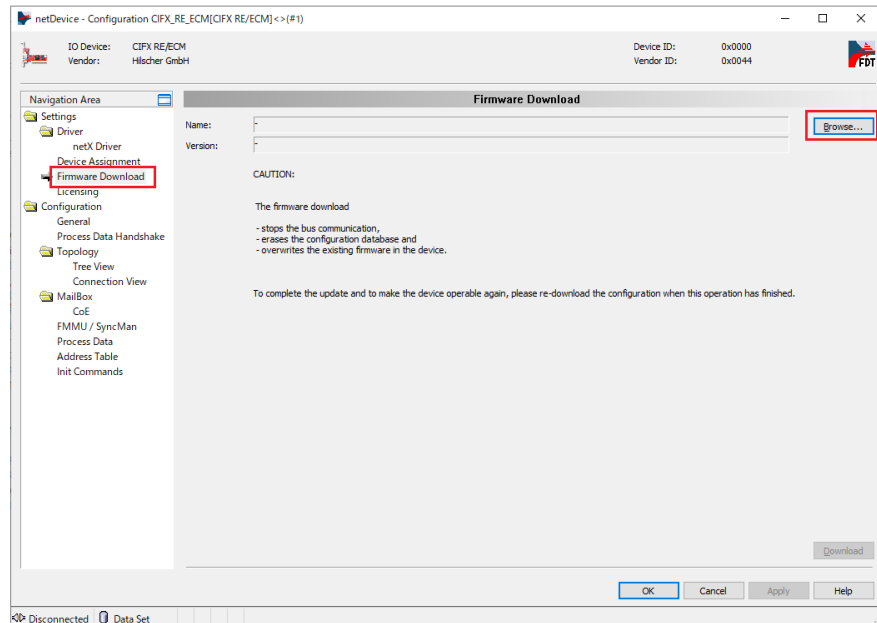 netDevice - Configuration CIFX_RE_ECM[CIFX RE/ECM]<>(#1)
IO Device: CIFX RE/ECM
Vendor: Hilscher GmbH
Device ID: 0x0000
Vendor ID: 0x0044
FDT
Navigation Area
Settings
Driver
netX Driver
Device Assignment
Firmware Download
Licensing
Configuration
General
Process Data Handshake
Topology
Tree View
Connection View
MailBox
CoE
FMMU / SyncMan
Process Data
Address Table
Init Commands
Firmware Download
Name: -
Browse...
Version: -
CAUTION:
The firmware download
- stops the bus communication,
- erases the configuration database and
- overwrites the existing firmware in the device.
To complete the update and to make the device operable again, please re-download the configuration when this operation has finished.
Download
OK Cancel Apply Help
Disconnected Data Set